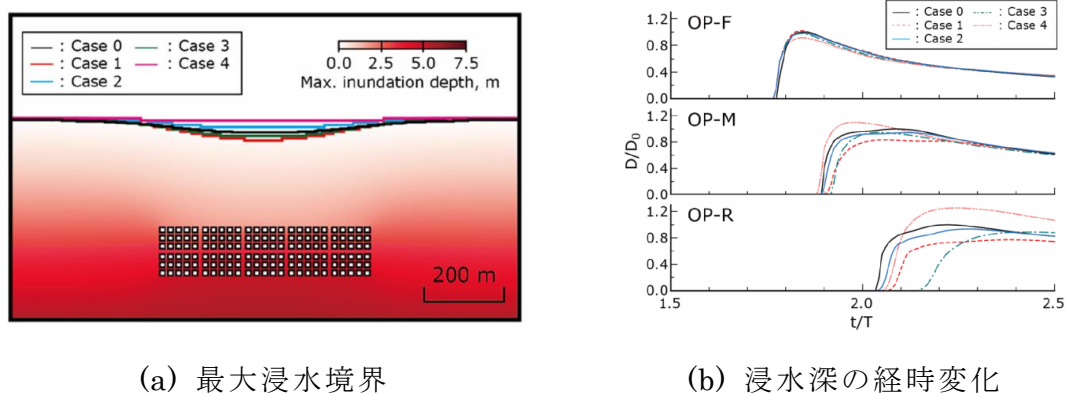 : Case 0
: Case 3
: Case 1
: Case 4
: Case 2
0.0 2.5 5.0 7.5
Max. inundation depth, m
200 m
(a) 最大浸水境界
: Case 0
: Case 3
: Case 1
: Case 4
: Case 2
OP-F
1.2
0.8
0.4
0.0
OP-M
1.2
0.8
0.4
0.0
D/D0
OP-R
1.2
0.8
0.4
0.0
1.5 2.0 2.5
t/T
(b) 浸水深の経時変化